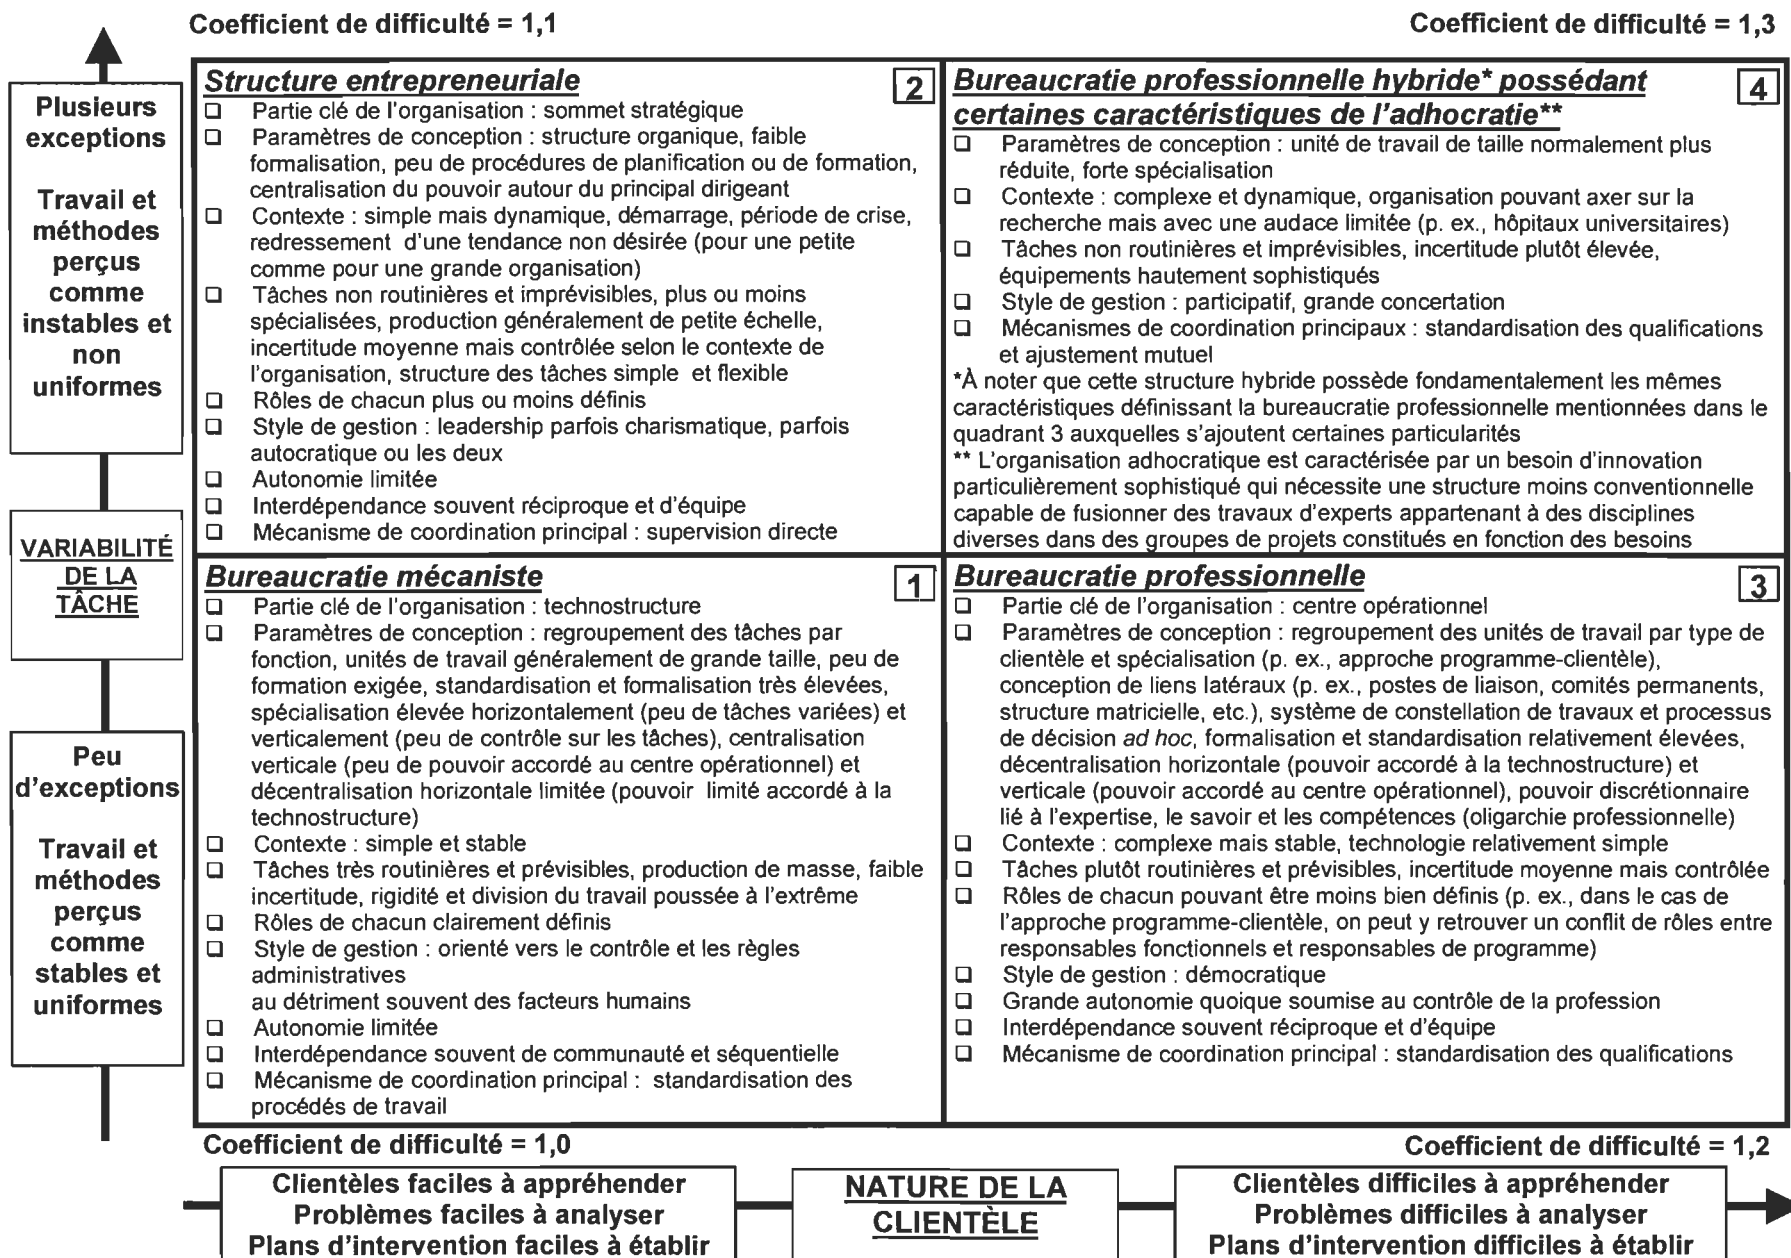 Coefficient de difficulté = 1,1
Coefficient de difficulté = 1,3
Plusieurs
exceptions
Travail et
méthodes
perçus
comme
instables et
non
uniformes
VARIABILITÉ
DE LA
TÂCHE
Peu
d'exceptions
Travail et
méthodes
perçus
comme
stables et
uniformes
Structure entrepreneuriale
2
❑ Partie clé de l'organisation : sommet stratégique
❑ Paramètres de conception : structure organique, faible
formalisation, peu de procédures de planification ou de formation,
centralisation du pouvoir autour du principal dirigeant
❑ Contexte : simple mais dynamique, démarrage, période de crise,
redressement d'une tendance non désirée (pour une petite
comme pour une grande organisation)
❑ Tâches non routinières et imprévisibles, plus ou moins
spécialisées, production généralement de petite échelle,
incertitude moyenne mais contrôlée selon le contexte de
l'organisation, structure des tâches simple et flexible
❑ Rôles de chacun plus ou moins définis
❑ Style de gestion : leadership parfois charismatique, parfois
autocratique ou les deux
❑ Autonomie limitée
❑ Interdépendance souvent réciproque et d'équipe
❑ Mécanisme de coordination principal : supervision directe
Bureaucratie professionnelle hybride* possédant
certaines caractéristiques de l'adhocratie**
4
❑ Paramètres de conception : unité de travail de taille normalement plus
réduite, forte spécialisation
❑ Contexte : complexe et dynamique, organisation pouvant axer sur la
recherche mais avec une audace limitée (p. ex., hôpitaux universitaires)
❑ Tâches non routinières et imprévisibles, incertitude plutôt élevée,
équipements hautement sophistiqués
❑ Style de gestion : participatif, grande concertation
❑ Mécanismes de coordination principaux : standardisation des qualifications
et ajustement mutuel
*À noter que cette structure hybride possède fondamentalement les mêmes
caractéristiques définissant la bureaucratie professionnelle mentionnées dans le
quadrant 3 auxquelles s'ajoutent certaines particularités
** L'organisation adhocratique est caractérisée par un besoin d'innovation
particulièrement sophistiqué qui nécessite une structure moins conventionnelle
capable de fusionner des travaux d'experts appartenant à des disciplines
diverses dans des groupes de projets constitués en fonction des besoins
Bureaucratie mécaniste
1
❑ Partie clé de l'organisation : technostructure
❑ Paramètres de conception : regroupement des tâches par
fonction, unités de travail généralement de grande taille, peu de
formation exigée, standardisation et formalisation très élevées,
spécialisation élevée horizontalement (peu de tâches variées) et
verticalement (peu de contrôle sur les tâches), centralisation
verticale (peu de pouvoir accordé au centre opérationnel) et
décentralisation horizontale limitée (pouvoir limité accordé à la
technostructure)
❑ Contexte : simple et stable
❑ Tâches très routinières et prévisibles, production de masse, faible
incertitude, rigidité et division du travail poussée à l'extrême
❑ Rôles de chacun clairement définis
❑ Style de gestion : orienté vers le contrôle et les règles
administratives
au détriment souvent des facteurs humains
❑ Autonomie limitée
❑ Interdépendance souvent de communauté et séquentielle
❑ Mécanisme de coordination principal : standardisation des
procédés de travail
Bureaucratie professionnelle
3
❑ Partie clé de l'organisation : centre opérationnel
❑ Paramètres de conception : regroupement des unités de travail par type de
clientèle et spécialisation (p. ex., approche programme-clientèle),
conception de liens latéraux (p. ex., postes de liaison, comités permanents,
structure matricielle, etc.), système de constellation de travaux et processus
de décision ad hoc, formalisation et standardisation relativement élevées,
décentralisation horizontale (pouvoir accordé à la technostructure) et
verticale (pouvoir accordé au centre opérationnel), pouvoir discrétionnaire
lié à l'expertise, le savoir et les compétences (oligarchie professionnelle)
❑ Contexte : complexe mais stable, technologie relativement simple
❑ Tâches plutôt routinières et prévisibles, incertitude moyenne mais contrôlée
❑ Rôles de chacun pouvant être moins bien définis (p. ex., dans le cas de
l'approche programme-clientèle, on peut y retrouver un conflit de rôles entre
responsables fonctionnels et responsables de programme)
❑ Style de gestion : démocratique
❑ Grande autonomie quoique soumise au contrôle de la profession
❑ Interdépendance souvent réciproque et d'équipe
❑ Mécanisme de coordination principal : standardisation des qualifications
Coefficient de difficulté = 1,0
Coefficient de difficulté = 1,2
Clientèles faciles à appréhender
Problèmes faciles à analyser
Plans d'intervention faciles à établir
NATURE DE LA
CLIENTÈLE
Clientèles difficiles à appréhender
Problèmes difficiles à analyser
Plans d'intervention difficiles à établir